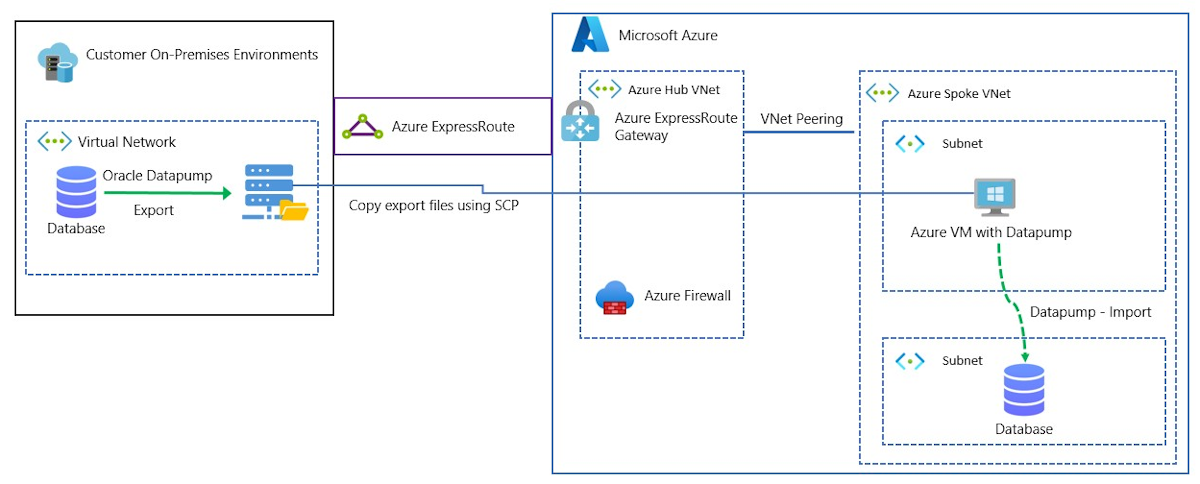 Customer On-Premises Environments
Virtual Network
Oracle Datapump
Export
Database
Azure ExpressRoute
Copy export files using SCP
Microsoft Azure
Azure Hub VNet
Azure ExpressRoute
Gateway
Azure Firewall
VNet Peering
Azure Spoke VNet
Subnet
Azure VM with Datapump
Datapump - Import
Subnet
Database